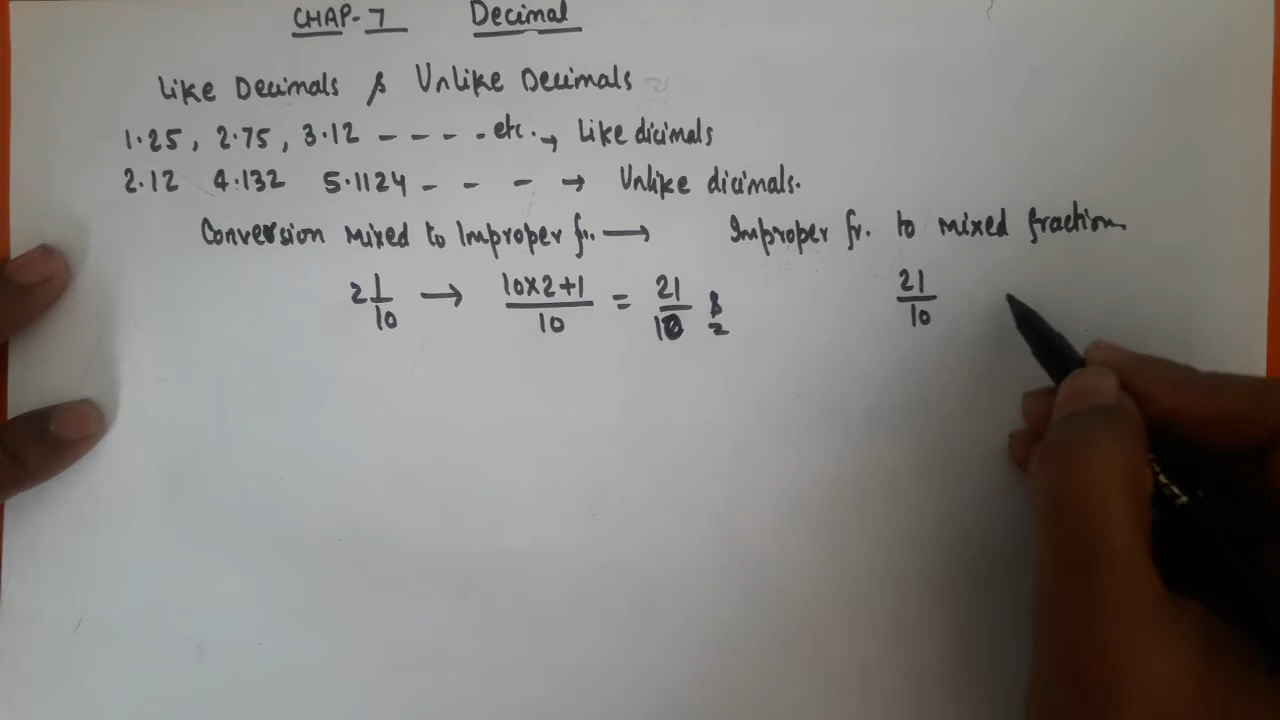 CHAP-7 Decimal
Like Decimals & Unlike Decimals
1.25, 2.75, 3.12 - - - - etc. → Like dicimals
2.12 4.132 5.1124 - - - → Unlike dicimals.
Conversion Mixed to Improper fr. → Improper fr. to mixed fraction
2 1/10 → 10×2+1/10 = 21/10 21/10